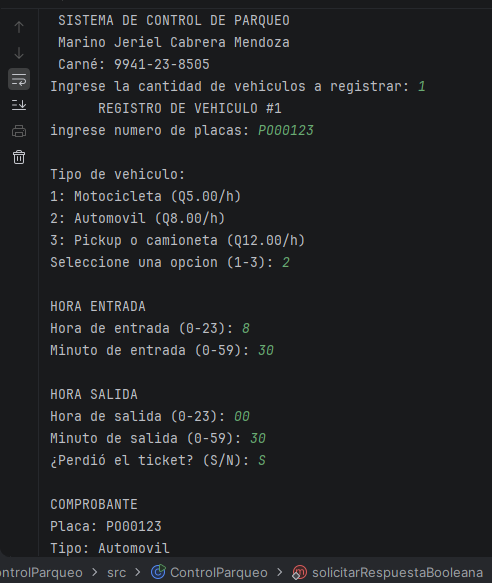 SISTEMA DE CONTROL DE PARQUEO
Marino Jeriel Cabrera Mendoza
Carné: 9941-23-8505
Ingrese la cantidad de vehiculos a registrar: 1
REGISTRO DE VEHICULO #1
ingrese numero de placas: PO00123
Tipo de vehiculo:
1: Motocicleta (Q5.00/h)
2: Automovil (Q8.00/h)
3: Pickup o camioneta (Q12.00/h)
Seleccione una opcion (1-3): 2
HORA ENTRADA
Hora de entrada (0-23): 8
Minuto de entrada (0-59): 30
HORA SALIDA
Hora de salida (0-23): 00
Minuto de salida (0-59): 30
¿Perdió el ticket? (S/N): S
COMPROBANTE
Placa: PO00123
Tipo: Automovil
ontrolParqueo > src > ControlParqueo > solicitarRespuestaBooleana